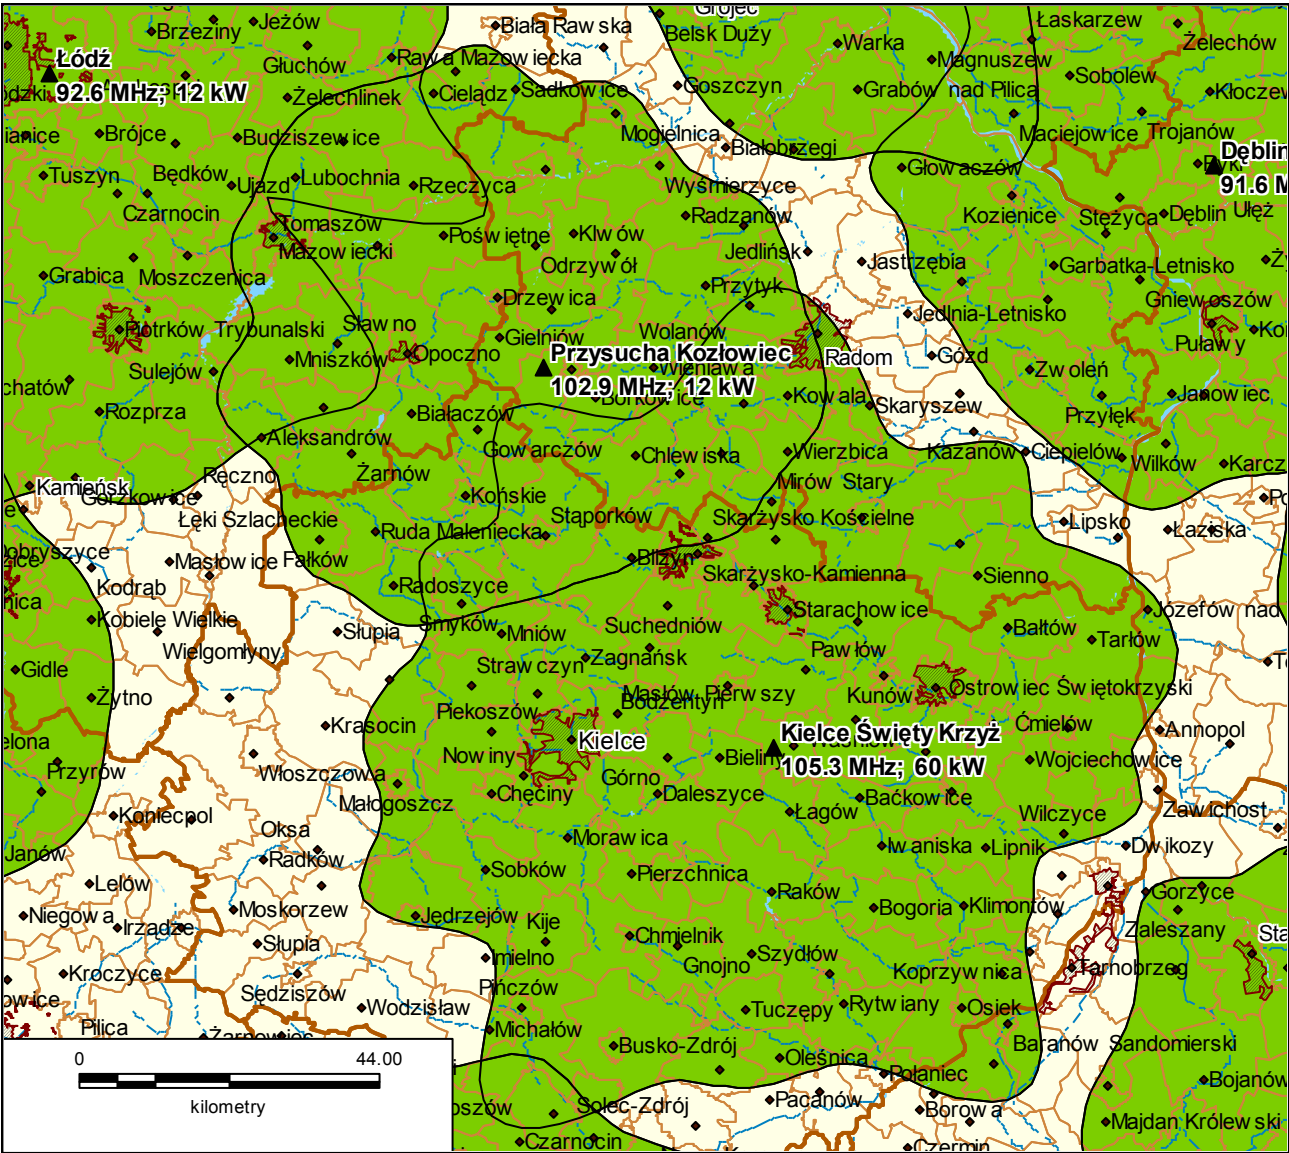 Grójec
Biała Rawska
Łaskarzew
Jeżów
Brzeziny
Belsk Duży
Warka
Żelechów
Łódź
Głuchów
Rawa Mazowiecka
Magnuszew
Sobolew
92.6 MHz; 12 kW
Żelechlinek
Cielądz
Sadkowice
Goszczyn
Grabów nad Pilica
Brójce
Budziszewice
Mogielnica
Białobrzegi
Maciejowice
Trojanów
Dęblin
Tuszyn
Będków
Ujazd
Lubochnia
Rzeczyca
Wyśmierzyce
Głowaczów
Czarnocin
Radzanów
Kozienice
Stężyca
Dęblin
Ułęż
Tomaszów
Mazowiecki
Poświętne
Klwów
Jedlińsk
Jastrzębia
Grabica
Moszczenica
Odrzywół
Garbatka-Letnisko
Drzewica
Przytyk
Gniewoszów
Piotrków Trybunalski
Sławno
Gielniów
Wolanów
Jedlnia-Letnisko
Puławy
Mniszków
Opoczno
Przysucha Kozłowiec
Radom
Gózd
Sulejów
Wieniawa
Zwoleń
102.9 MHz; 12 kW
Borkowice
Kowala
Skaryszew
Janowiec
Rozprza
Białaczów
Przyłęk
Aleksandrów
Gowarczów
Chlewiska
Wierzbica
Kazanów
Ciepielów
Wilków
Ręczno
Żarnów
Mirów Stary
Kamieńsk
Gorzkowice
Końskie
Łęki Szlacheckie
Stąporków
Skarżysko Kościelne
Lipsko
Łaziska
Ruda Maleniecka
Masłowice
Fałków
Bliżyn
Skarżysko-Kamienna
Sienno
Kodrąb
Radoszyce
Starachowice
Józefów nad
Kobiele Wielkie
Słupia
Smyków
Mniów
Suchedniów
Bałtów
Tarłów
Wielgomłyny
Strawczyn
Zagnańsk
Pawłów
Gidle
Kunów
Ostrowiec Świętokrzyski
Żytno
Masłów
Pierwszy
Bodzentyn
Krasocin
Piekoszów
Ćmielów
Annopol
Nowiny
Kielce
Kielce Święty Krzyż
Bieliny
Wojciechowice
105.3 MHz; 60 kW
Przyrów
Włoszczowa
Górno
Małogoszcz
Chęciny
Daleszyce
Baćkowice
Łagów
Wilczyce
Zawichost
Koniecpol
Oksa
Morawica
Iwaniska
Lipnik
Dwikozy
Janów
Radków
Sobków
Pierzchnica
Lelów
Raków
Gorzyce
Niegowa
Irządze
Moskorzew
Jędrzejów
Kije
Bogoria
Klimontów
Zaleszany
Słupia
Chmielnik
Imielno
Szydłów
Gnojno
Koprzywnica
Tarnobrzeg
Kroczyce
Sędziszów
Pińczów
Wodzisław
Tuczępy
Rytwiany
Osiek
Pilica
Żarnowiec
Michałów
Busko-Zdrój
Oleśnica
Baranów Sandomierski
Połaniec
Bojanów
Solec-Zdrój
Pacanów
Borowa
Majdan Królewski
Czarnocin
Czermin
0
44.00
kilometry